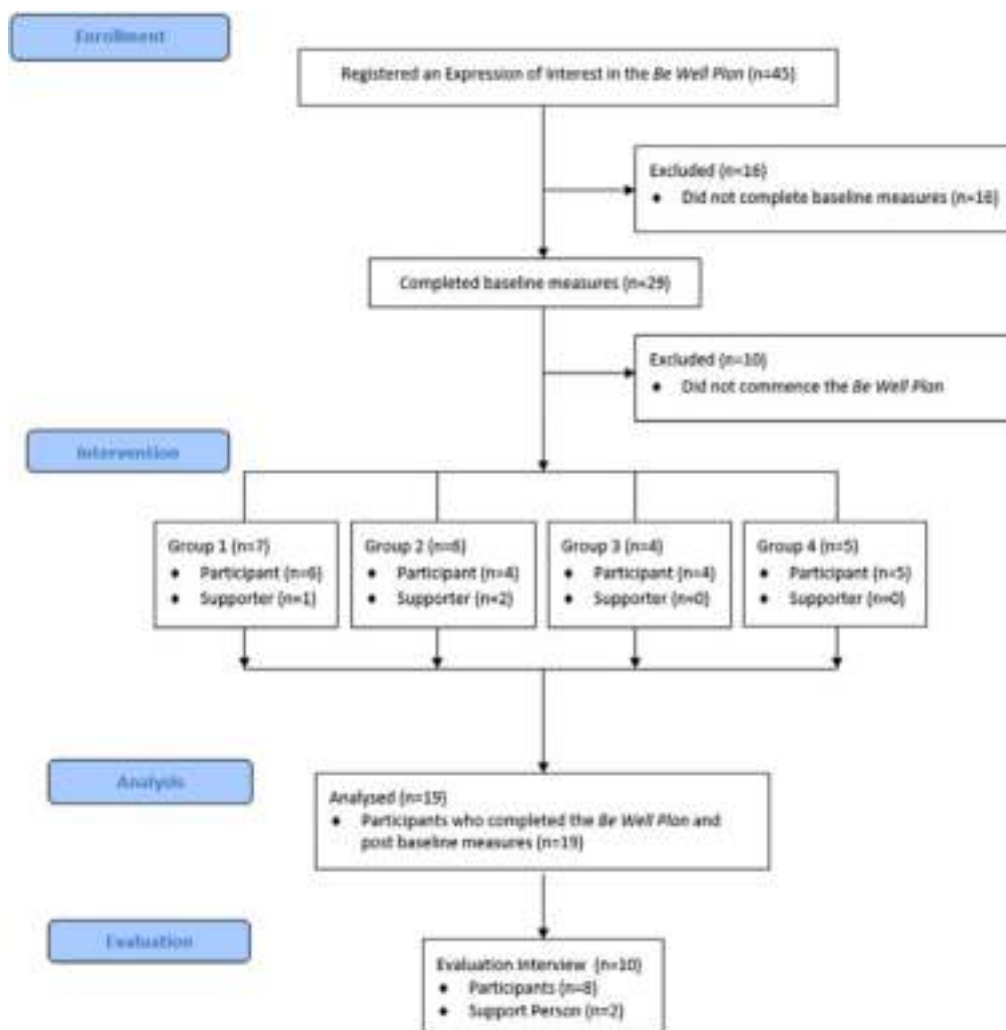 Enrollment
Registered an Expression of Interest in the Be Well Plan (n=45)
Excluded (n=16)
♦ Did not complete baseline measures (n=16)
Completed baseline measures (n=29)
Excluded (n=10)
♦ Did not commence the Be Well Plan
Intervention
Group 1 (n=7)
♦ Participant (n=6)
♦ Supporter (n=1)
Group 2 (n=6)
♦ Participant (n=4)
♦ Supporter (n=2)
Group 3 (n=4)
♦ Participant (n=4)
♦ Supporter (n=0)
Group 4 (n=5)
♦ Participant (n=5)
♦ Supporter (n=0)
Analysis
Analysed (n=19)
♦ Participants who completed the Be Well Plan and
post baseline measures (n=19)
Evaluation
Evaluation Interview (n=10)
♦ Participants (n=8)
♦ Support Person (n=2)